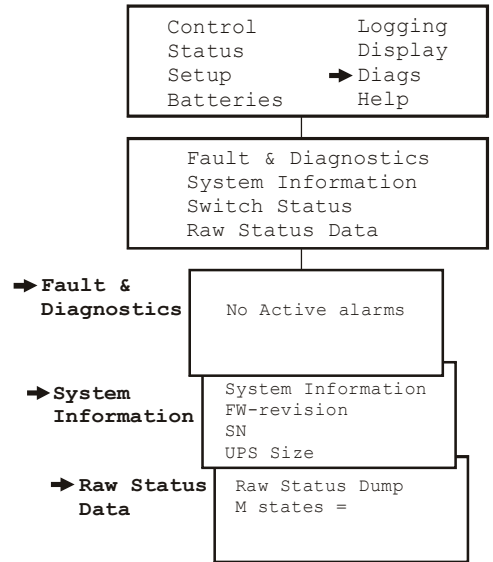 Control Logging
Status Display
Setup Diags
Batteries Help
Fault & Diagnostics
System Information
Switch Status
Raw Status Data
Fault &
Diagnostics
No Active alarms
System
Information
System Information
FW-revision
SN
UPS Size
Raw Status
Data
Raw Status Dump
M states =